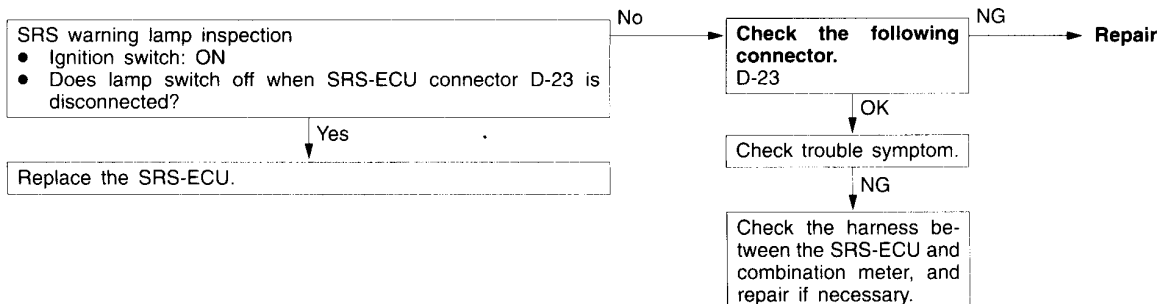 SRS warning lamp inspection
● Ignition switch: ON
● Does lamp switch off when SRS-ECU connector D-23 is
disconnected?
No
Check the following
connector.
D-23
NG
Repair
Yes
OK
Replace the SRS-ECU.
Check trouble symptom.
NG
Check the harness be-
tween the SRS-ECU and
combination meter, and
repair if necessary.